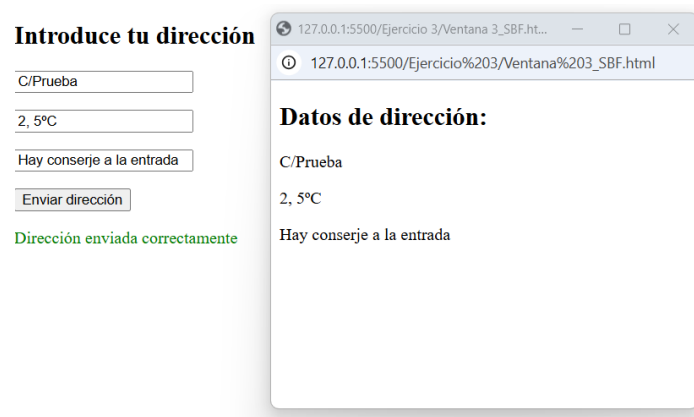 Introduce tu dirección
C/Prueba
2, 5ºC
Hay conserje a la entrada
Enviar dirección
Dirección enviada correctamente
127.0.0.1:5500/Ejercicio 3/Ventana 3_SBF.ht...
127.0.0.1:5500/Ejercicio%203/Ventana%203_SBF.html
Datos de dirección:
C/Prueba
2, 5ºC
Hay conserje a la entrada